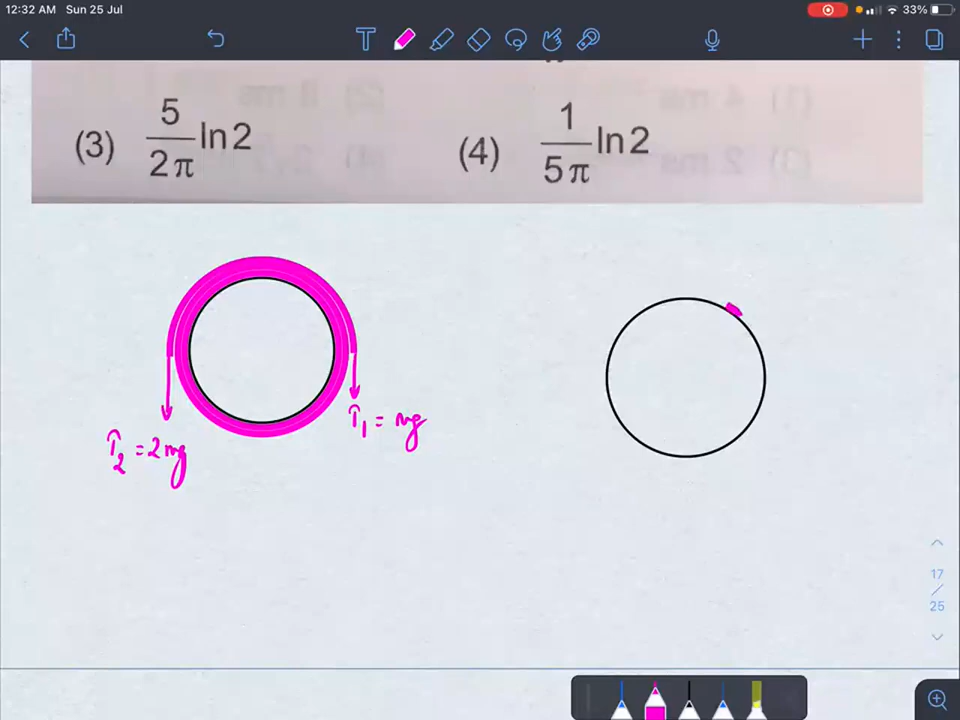 12:32 AM Sun 25 Jul
33%
(3) 5/2π ln2
(4) 1/5π ln2
T₁ = mg
T₂ = 2mg
17
/
25